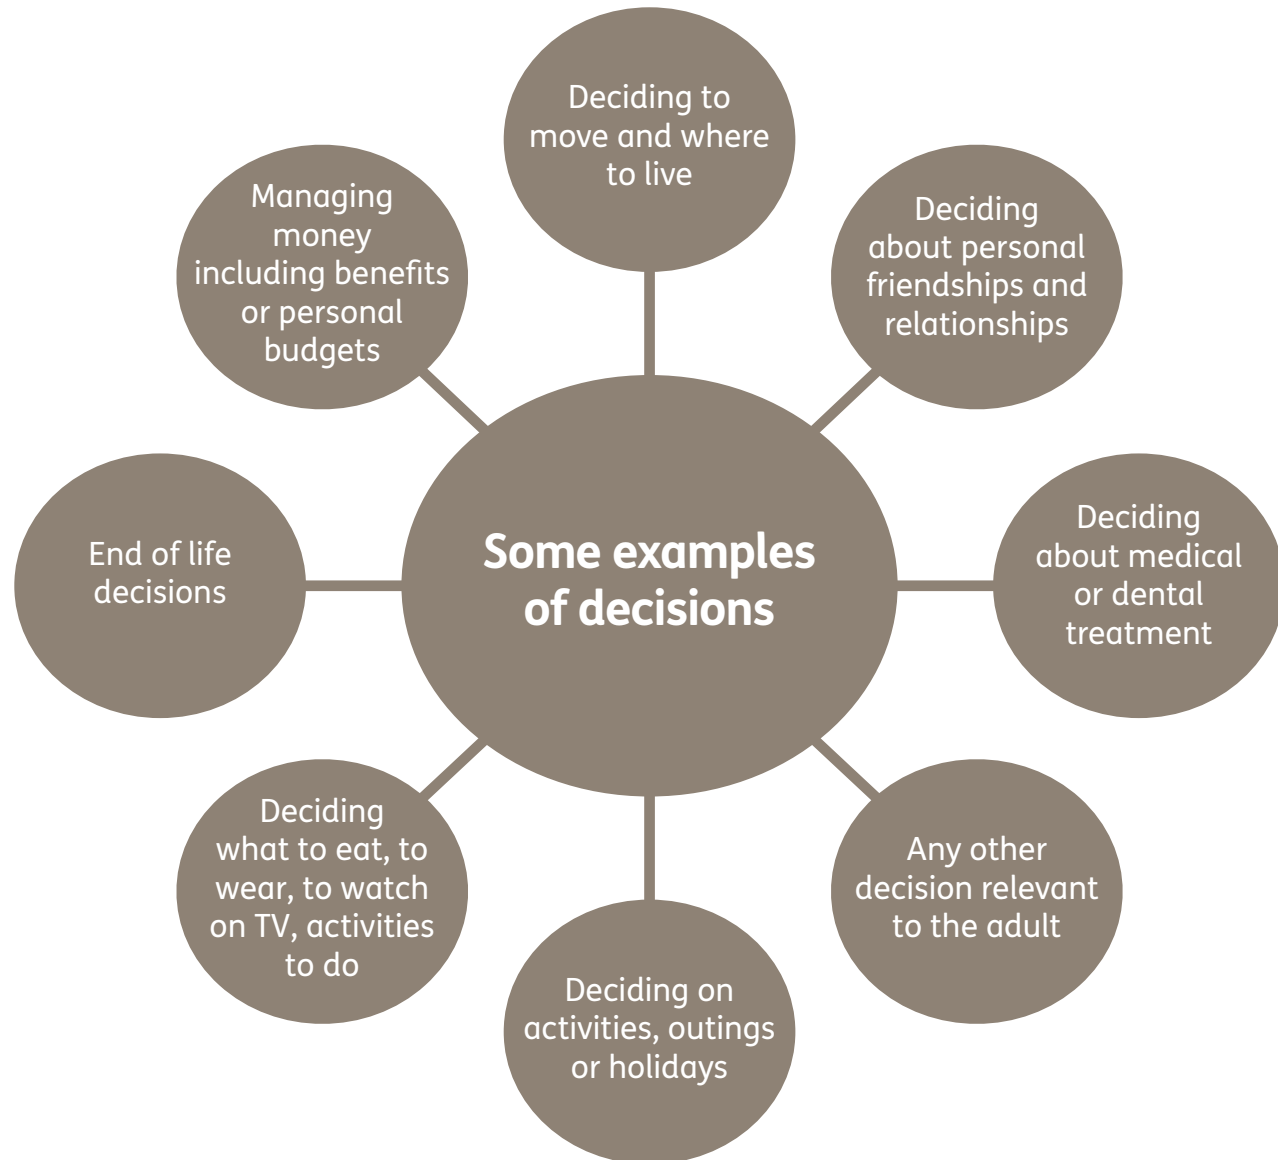 Deciding to
move and where
to live
Deciding
about personal
friendships and
relationships
Deciding
about medical
or dental
treatment
Any other
decision relevant
to the adult
Deciding on
activities, outings
or holidays
Deciding
what to eat, to
wear, to watch
on TV, activities
to do
End of life
decisions
Managing
money
including benefits
or personal
budgets
Some examples
of decisions